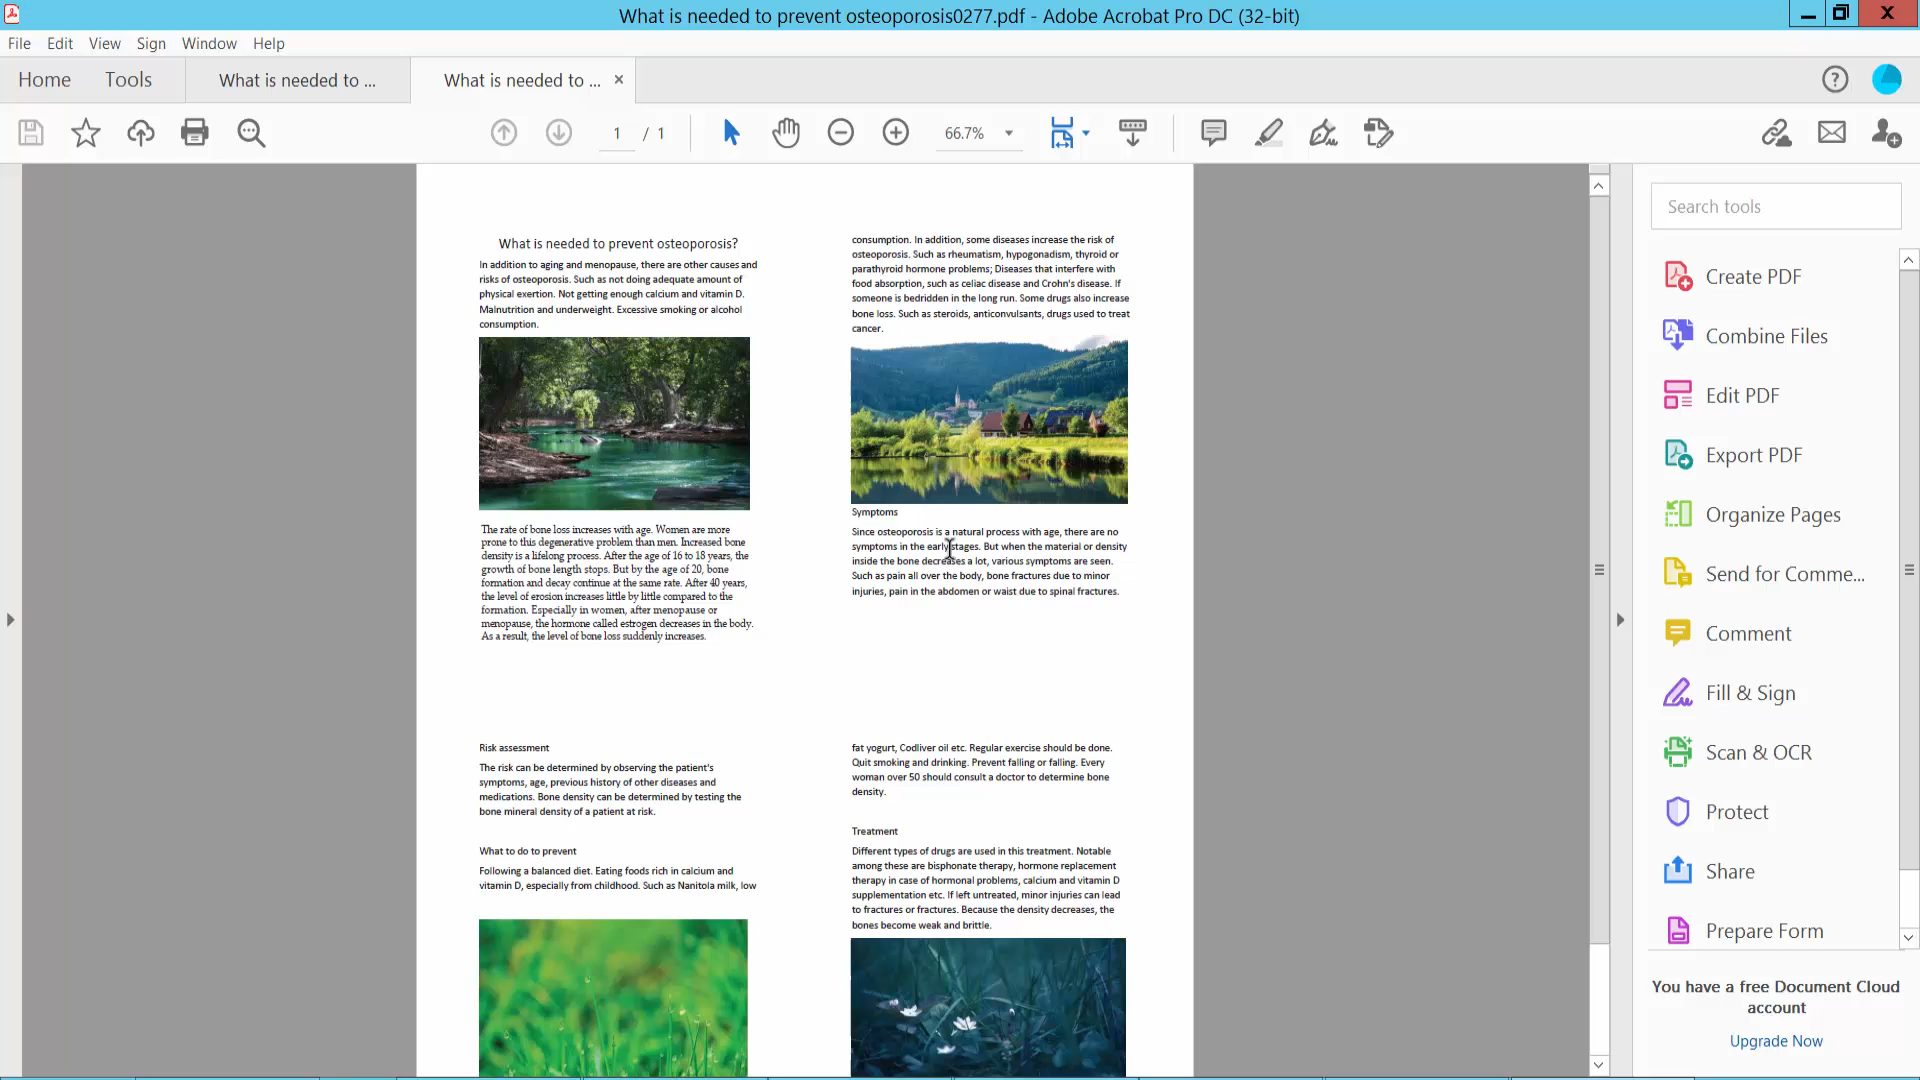 What is needed to prevent osteoporosis0277.pdf - Adobe Acrobat Pro DC (32-bit)
File Edit View Sign Window Help
Home Tools What is needed to ... What is needed to ... ×
1 / 1 66.7%
What is needed to prevent osteoporosis?
In addition to aging and menopause, there are other causes and
risks of osteoporosis. Such as not doing adequate amount of
physical exertion. Not getting enough calcium and vitamin D.
Malnutrition and underweight. Excessive smoking or alcohol
consumption.
The rate of bone loss increases with age. Women are more
prone to this degenerative problem than men. Increased bone
density is a lifelong process. After the age of 16 to 18 years, the
growth of bone length stops. But by the age of 20, bone
formation and decay continue at the same rate. After 40 years,
the level of erosion increases little by little compared to the
formation. Especially in women, after menopause or
menopause, the hormone called estrogen decreases in the body.
As a result, the level of bone loss suddenly increases.
consumption. In addition, some diseases increase the risk of
osteoporosis. Such as rheumatism, hypogonadism, thyroid or
parathyroid hormone problems; Diseases that interfere with
food absorption, such as celiac disease and Crohn's disease. If
someone is bedridden in the long run. Some drugs also increase
bone loss. Such as steroids, anticonvulsants, drugs used to treat
cancer.
Symptoms
Since osteoporosis is a natural process with age, there are no
symptoms in the early stages. But when the material or density
inside the bone decreases a lot, various symptoms are seen.
Such as pain all over the body, bone fractures due to minor
injuries, pain in the abdomen or waist due to spinal fractures.
Risk assessment
The risk can be determined by observing the patient's
symptoms, age, previous history of other diseases and
medications. Bone density can be determined by testing the
bone mineral density of a patient at risk.
What to do to prevent
Following a balanced diet. Eating foods rich in calcium and
vitamin D, especially from childhood. Such as Nanitola milk, low
fat yogurt, Codliver oil etc. Regular exercise should be done.
Quit smoking and drinking. Prevent falling or falling. Every
woman over 50 should consult a doctor to determine bone
density.
Treatment
Different types of drugs are used in this treatment. Notable
among these are bisphonate therapy, hormone replacement
therapy in case of hormonal problems, calcium and vitamin D
supplementation etc. If left untreated, minor injuries can lead
to fractures or fractures. Because the density decreases, the
bones become weak and brittle.
Search tools
Create PDF
Combine Files
Edit PDF
Export PDF
Organize Pages
Send for Comme...
Comment
Fill & Sign
Scan & OCR
Protect
Share
Prepare Form
You have a free Document Cloud
account
Upgrade Now